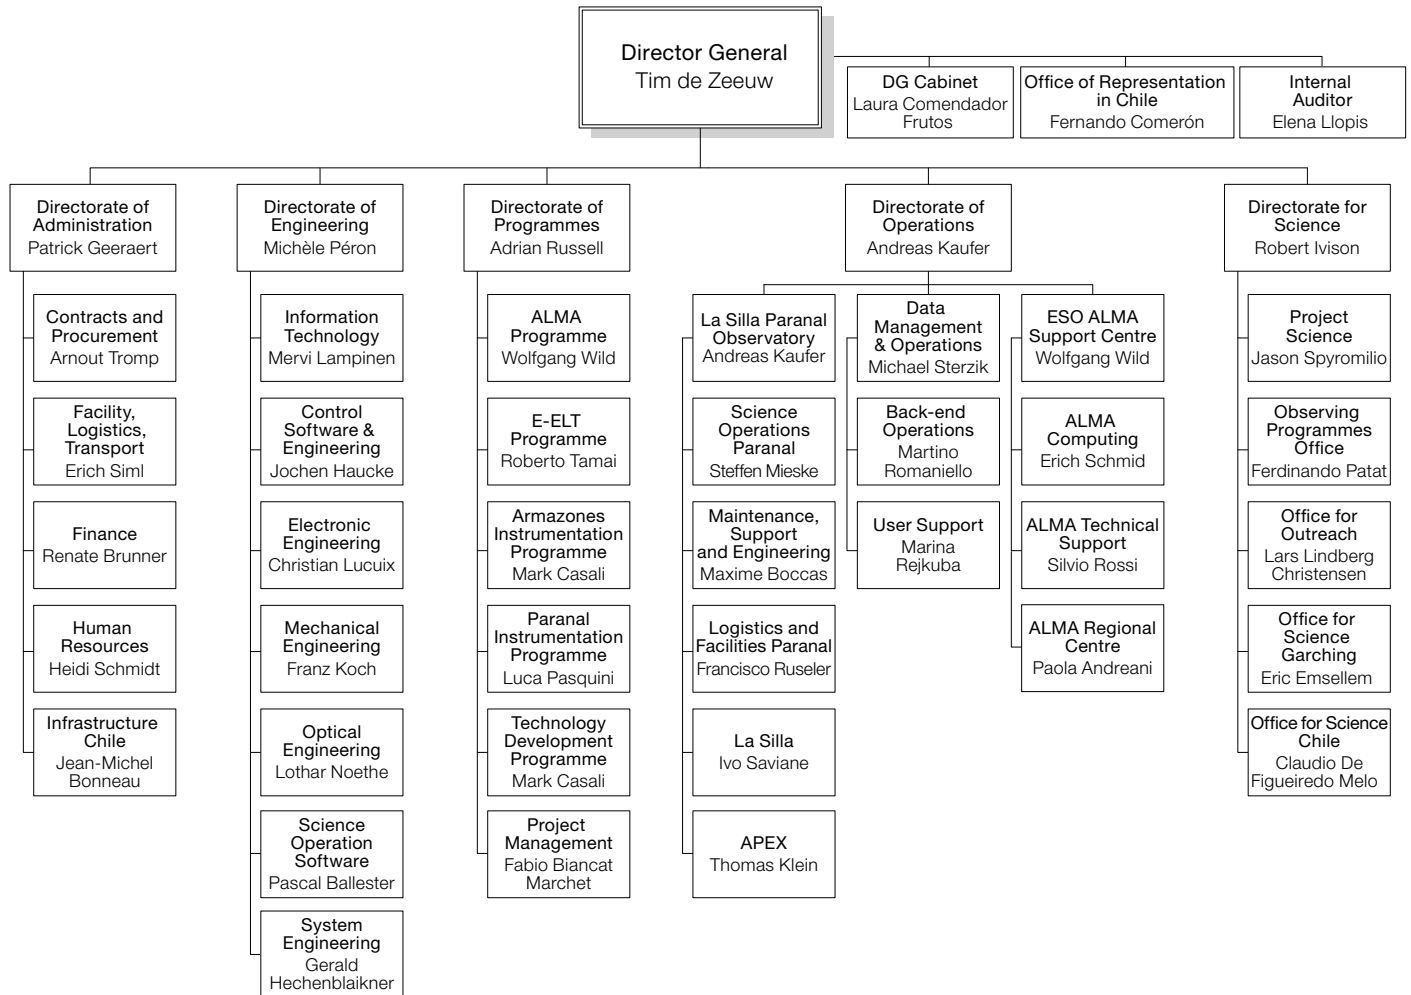 Director General
Tim de Zeeuw
DG Cabinet
Laura Comendador
Frutos
Office of Representation
in Chile
Fernando Comerón
Internal
Auditor
Elena Llopis
Directorate of
Administration
Patrick Geeraert
Contracts and
Procurement
Arnout Tromp
Facility,
Logistics,
Transport
Erich Siml
Finance
Renate Brunner
Human
Resources
Heidi Schmidt
Infrastructure
Chile
Jean-Michel
Bonneau
Directorate of
Engineering
Michèle Péron
Information
Technology
Mervi Lampinen
Control
Software &
Engineering
Jochen Haucke
Electronic
Engineering
Christian Lucuix
Mechanical
Engineering
Franz Koch
Optical
Engineering
Lothar Noethe
Science
Operation
Software
Pascal Ballester
System
Engineering
Gerald
Hechenblaikner
Directorate of
Programmes
Adrian Russell
ALMA
Programme
Wolfgang Wild
E-ELT
Programme
Roberto Tamai
Armazones
Instrumentation
Programme
Mark Casali
Paranal
Instrumentation
Programme
Luca Pasquini
Technology
Development
Programme
Mark Casali
Project
Management
Fabio Biancat
Marchet
Directorate of
Operations
Andreas Kaufer
La Silla Paranal
Observatory
Andreas Kaufer
Science
Operations
Paranal
Steffen Mieske
Maintenance,
Support
and Engineering
Maxime Boccas
Logistics and
Facilities Paranal
Francisco Ruseler
La Silla
Ivo Saviane
APEX
Thomas Klein
Data
Management
& Operations
Michael Sterzik
Back-end
Operations
Martino
Romaniello
User Support
Marina
Rejkuba
ESO ALMA
Support Centre
Wolfgang Wild
ALMA
Computing
Erich Schmid
ALMA Technical
Support
Silvio Rossi
ALMA Regional
Centre
Paola Andreani
Directorate for
Science
Robert Ivison
Project
Science
Jason Spyromilio
Observing
Programmes
Office
Ferdinando Patat
Office for
Outreach
Lars Lindberg
Christensen
Office for
Science
Garching
Eric Emsellem
Office for Science
Chile
Claudio De
Figueiredo Melo